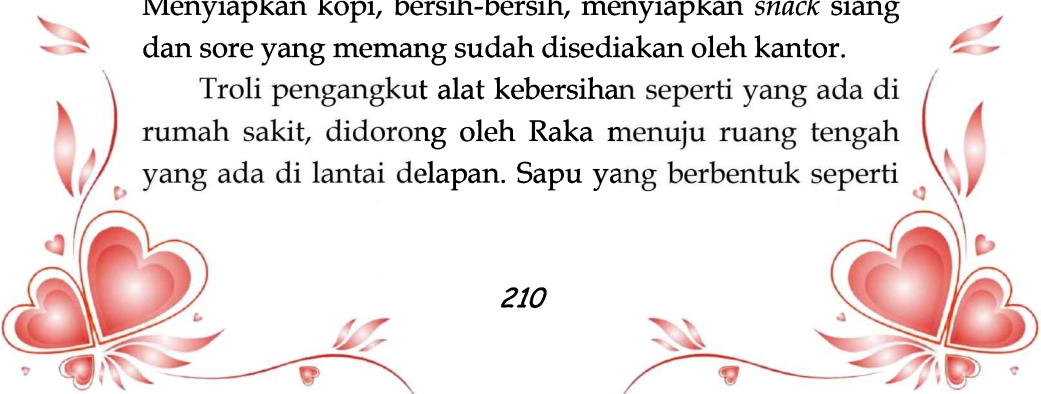 Menyiapkan kopi, bersih-bersih, menyiapkan snack siang
dan sore yang memang sudah disediakan oleh kantor.
Troli pengangkut alat kebersihan seperti yang ada di
rumah sakit, didorong oleh Raka menuju ruang tengah
yang ada di lantai delapan. Sapu yang berbentuk seperti
210